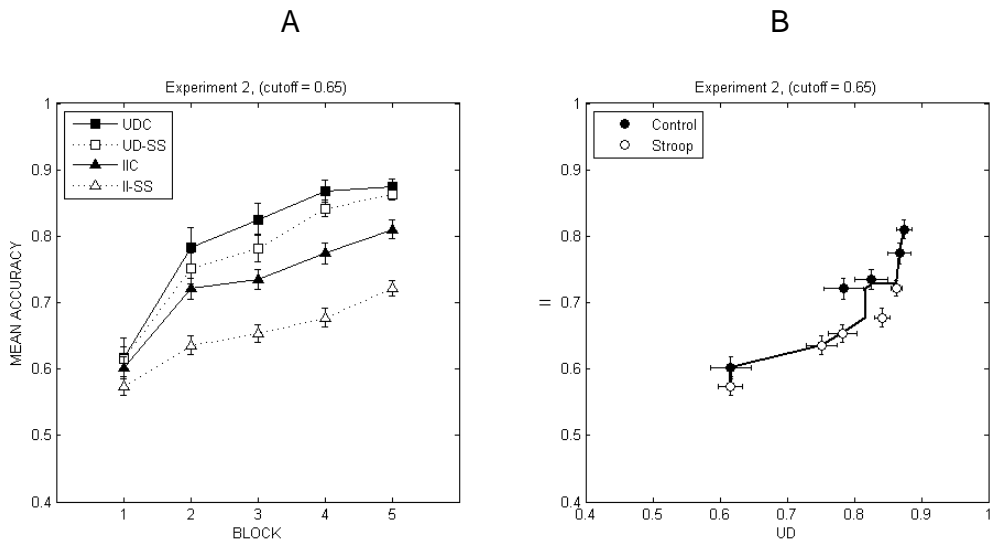 A
B
Experiment 2, (cutoff = 0.65)
UDC
UD-SS
IIC
II-SS
MEAN ACCURACY
1
0.9
0.8
0.7
0.6
0.5
0.4
1 2 3 4 5
BLOCK
Experiment 2, (cutoff = 0.65)
Control
Stroop
II
1
0.9
0.8
0.7
0.6
0.5
0.4
0.4 0.5 0.6 0.7 0.8 0.9 1
UD